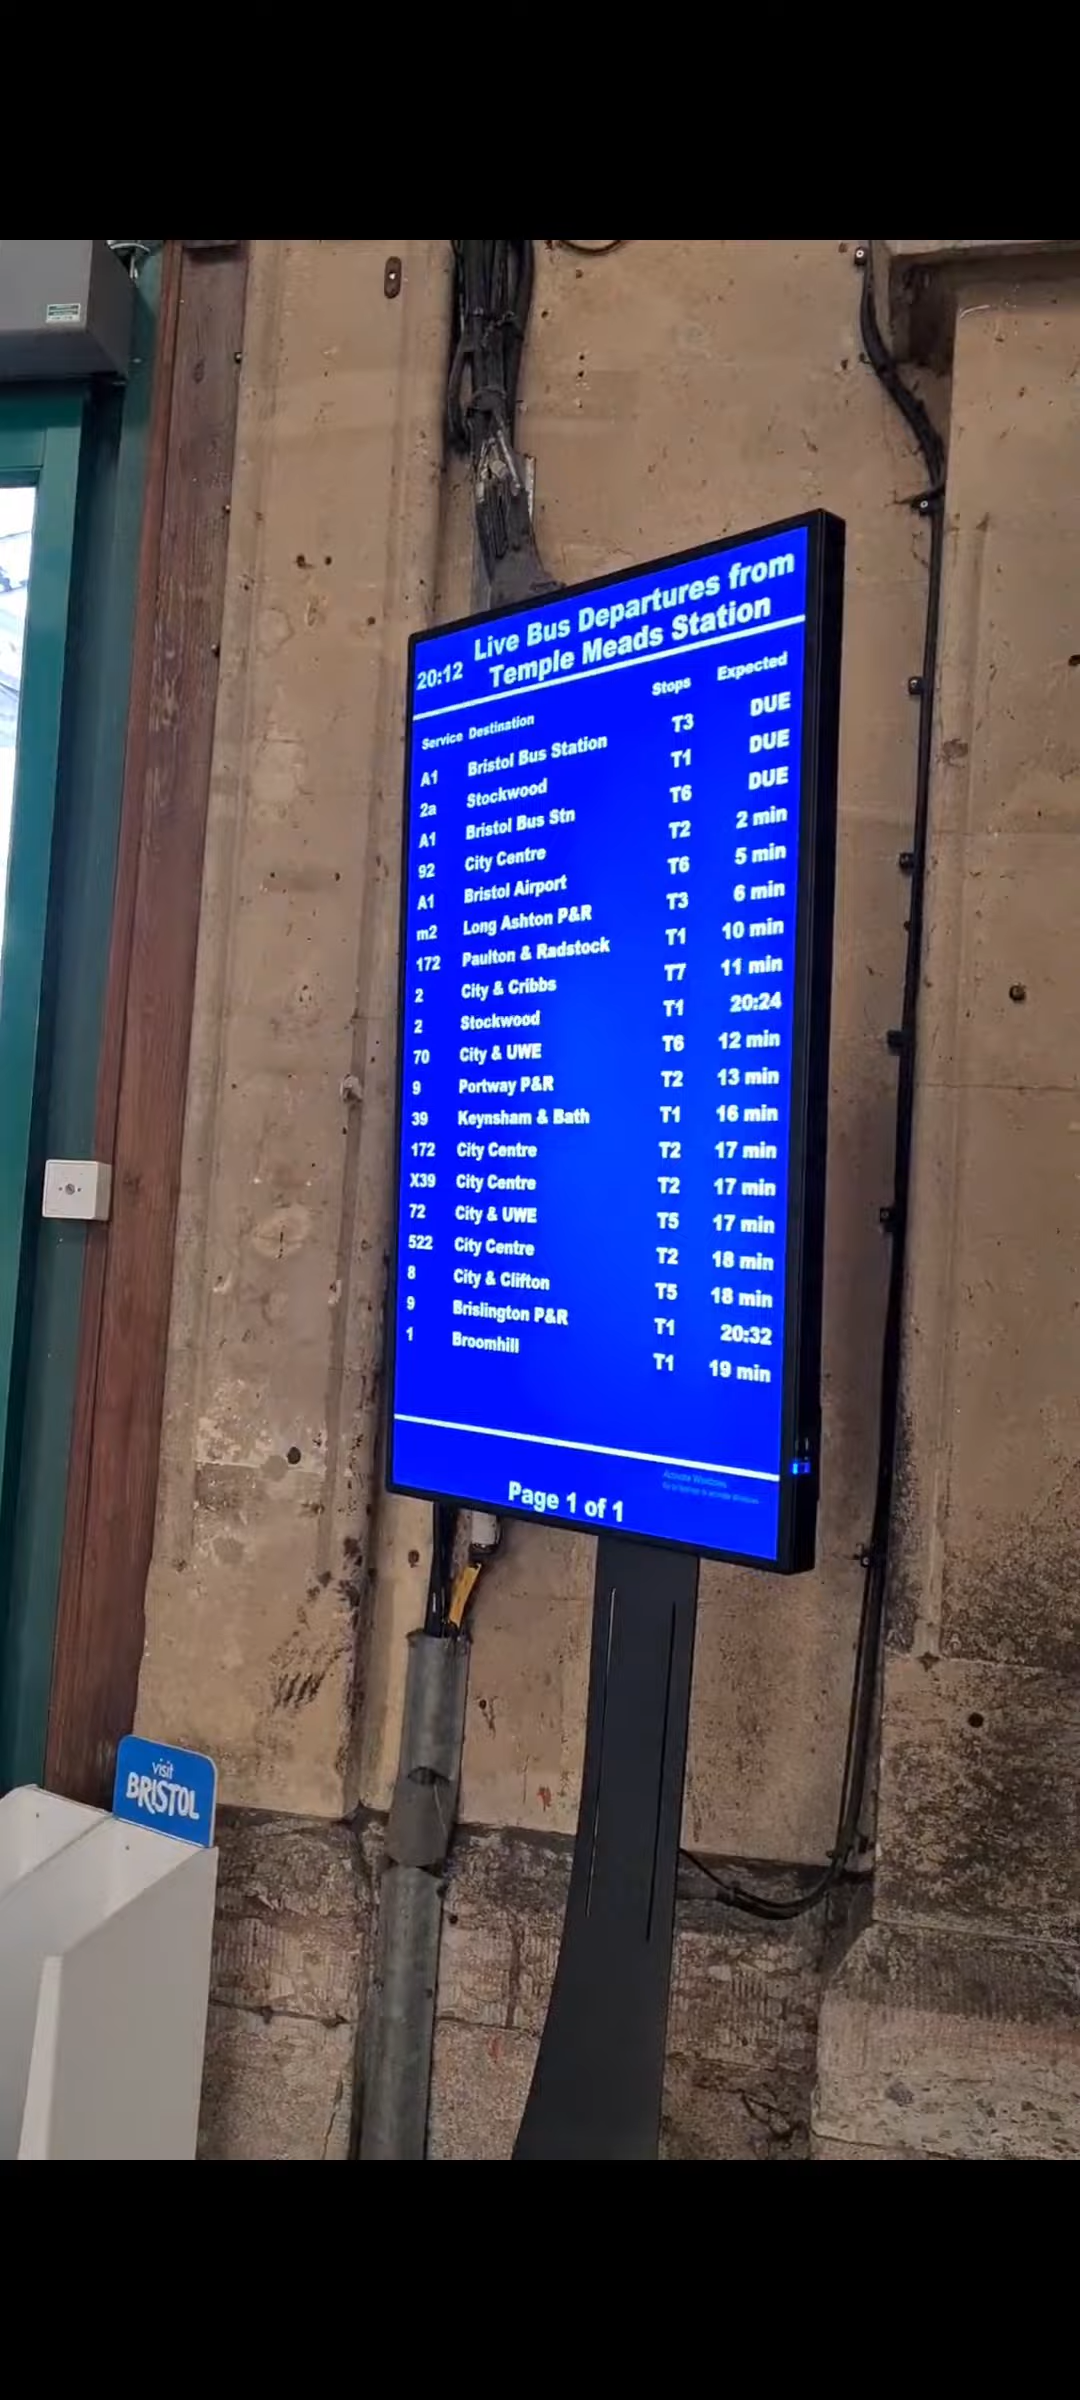 20:12 Live Bus Departures from
Temple Meads Station
Service Destination Stops Expected
A1 Bristol Bus Station T3 DUE
2a Stockwood T1 DUE
A1 Bristol Bus Stn T6 DUE
92 City Centre T2 2 min
A1 Bristol Airport T6 5 min
m2 Long Ashton P&R T3 6 min
172 Paulton & Radstock T1 10 min
2 City & Cribbs T7 11 min
2 Stockwood T1 20:24
70 City & UWE T6 12 min
9 Portway P&R T2 13 min
39 Keynsham & Bath T1 16 min
172 City Centre T2 17 min
X39 City Centre T2 17 min
72 City & UWE T5 17 min
522 City Centre T2 18 min
8 City & Clifton T5 18 min
9 Brislington P&R T1 20:32
1 Broomhill T1 19 min
Activate Windows
Page 1 of 1
visit
BRISTOL